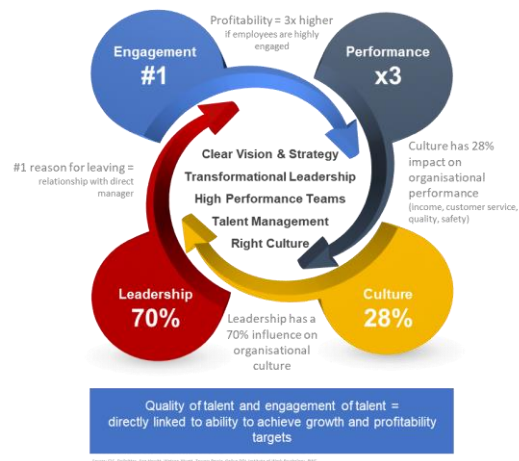 Profitability = 3x higher
if employees are highly
engaged
Engagement
#1
Performance
x3
Clear Vision & Strategy
Transformational Leadership
High Performance Teams
Talent Management
Right Culture
#1 reason for leaving =
relationship with direct
manager
Culture has 28%
impact on
organisational
performance
(income, customer service,
quality, safety)
Leadership
70%
Leadership has a
70% influence on
organisational
culture
Culture
28%
Quality of talent and engagement of talent =
directly linked to ability to achieve growth and profitability
targets